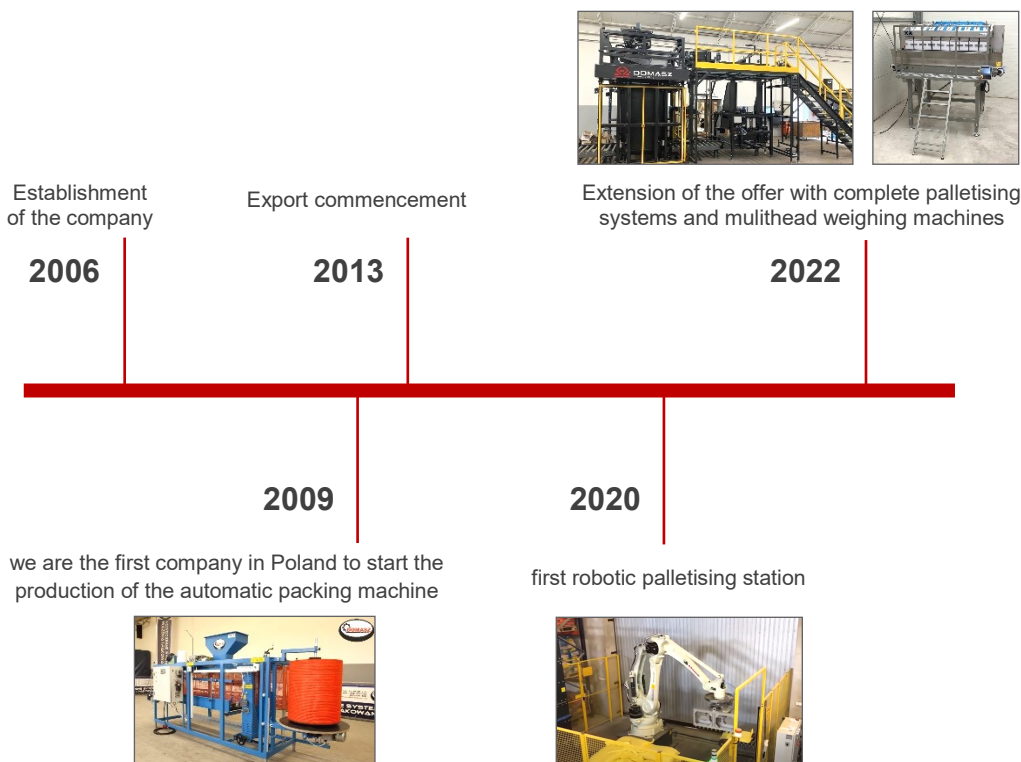 DOMASZ
Establishment
of the company
Export commencement
Extension of the offer with complete palletising
systems and mulithead weighing machines
2006
2013
2022
2009
2020
we are the first company in Poland to start the
production of the automatic packing machine
first robotic palletising station
DOMASZ